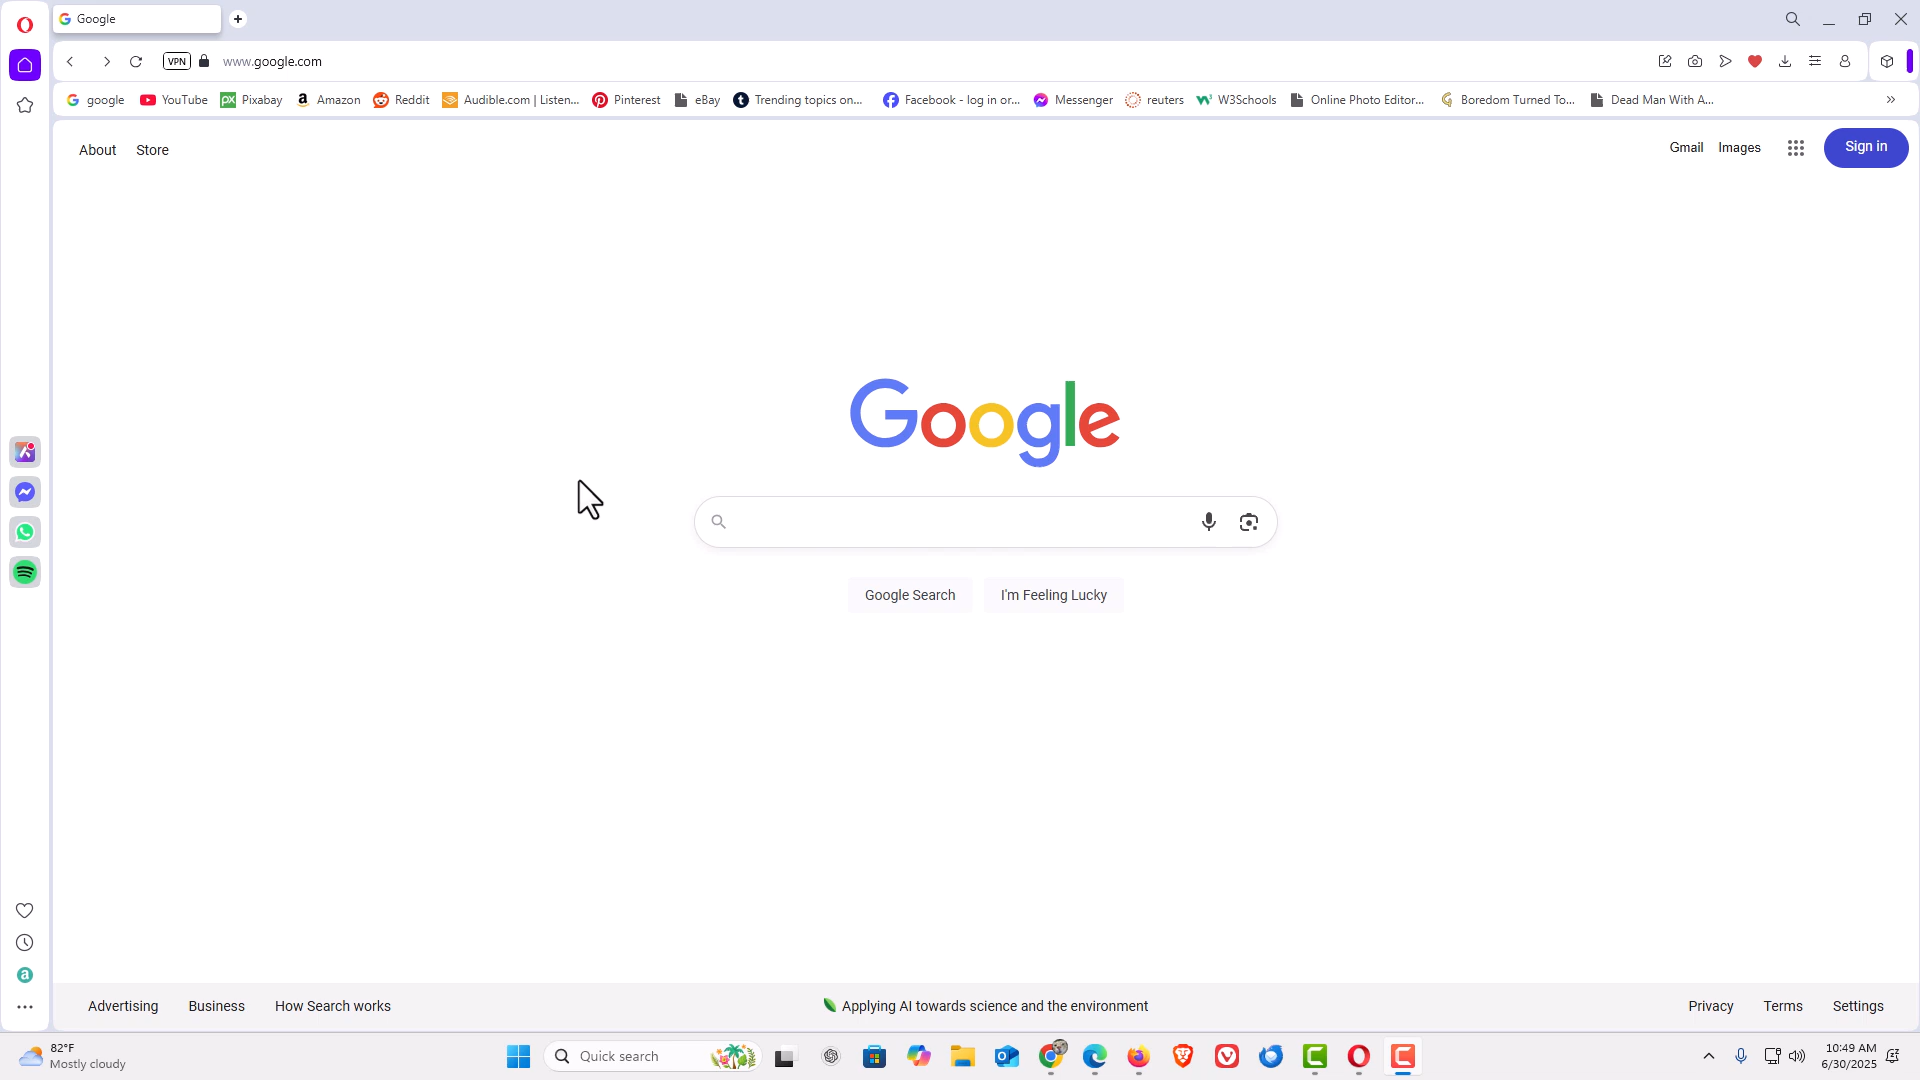 Google
VPN
www.google.com
google
YouTube
Pixabay
Amazon
Reddit
Audible.com | Listen...
Pinterest
eBay
Trending topics on...
Facebook - log in or...
Messenger
reuters
W3Schools
Online Photo Editor...
Boredom Turned To...
Dead Man With A...
About
Store
Gmail
Images
Sign in
Google
Google Search
I'm Feeling Lucky
Advertising
Business
How Search works
Applying AI towards science and the environment
Privacy
Terms
Settings
82°F
Mostly cloudy
Quick search
10:49 AM
6/30/2025